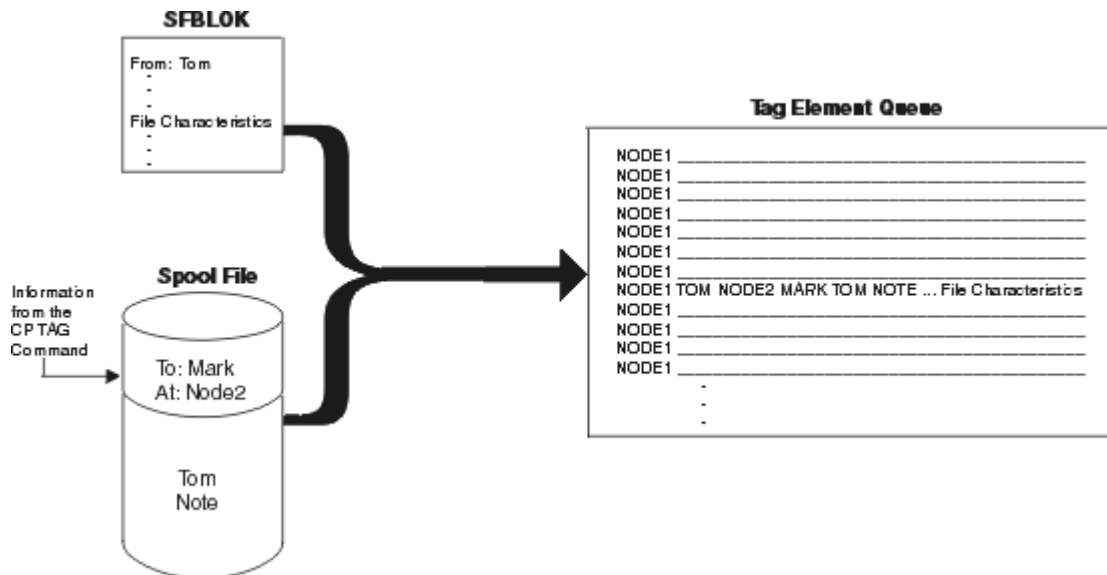 SFBLOK
From: Tom
File Characteristics
Spool File
Information
from the
CP TAG
Command
To: Mark
At: Node2
Tom
Note
Tag Element Queue
NODE1
NODE1
NODE1
NODE1
NODE1
NODE1
NODE1
NODE1 TOM NODE2 MARK TOM NOTE ... File Characteristics
NODE1
NODE1
NODE1
NODE1